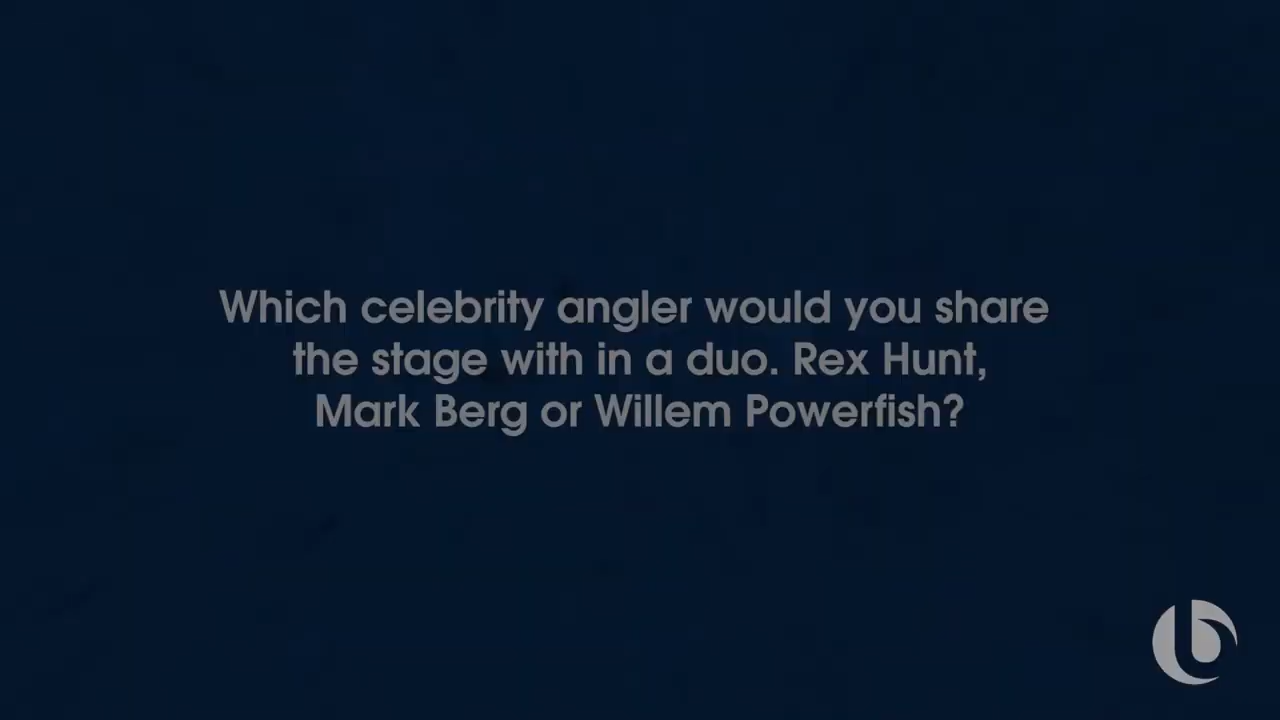 Which celebrity angler would you share
the stage with in a duo. Rex Hunt,
Mark Berg or Willem Powerfish?
b